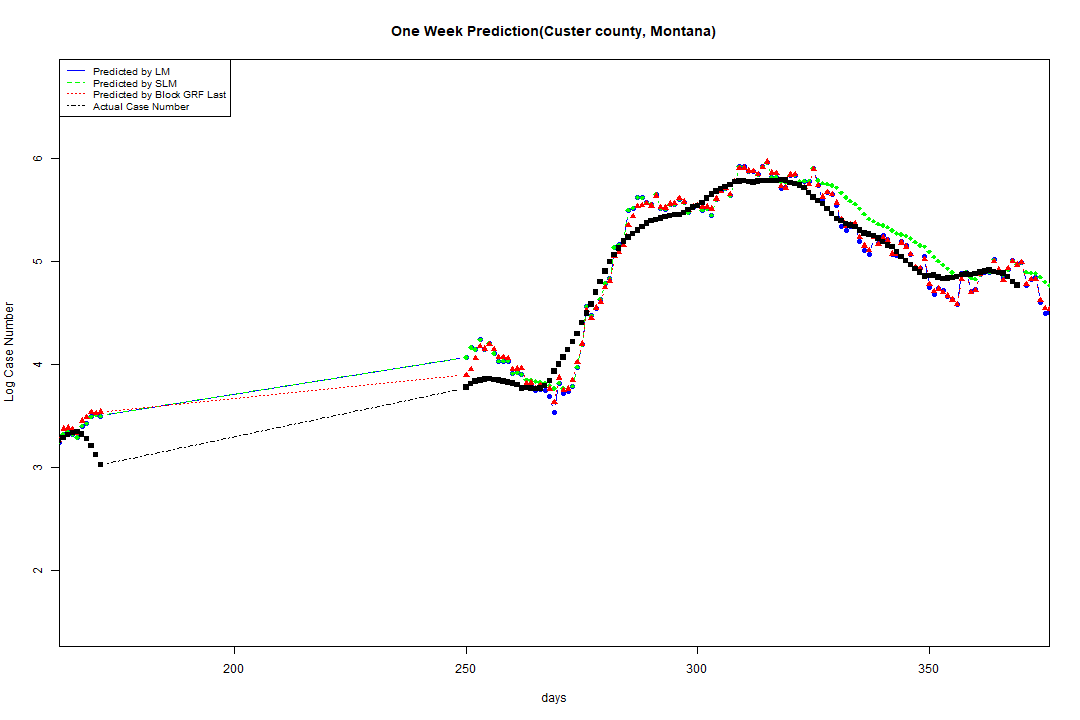 One Week Prediction(Custer county, Montana)
Predicted by LM
Predicted by SLM
Predicted by Block GRF Last
Actual Case Number
6
5
4
3
2
Log Case Number
200
250
300
350
days